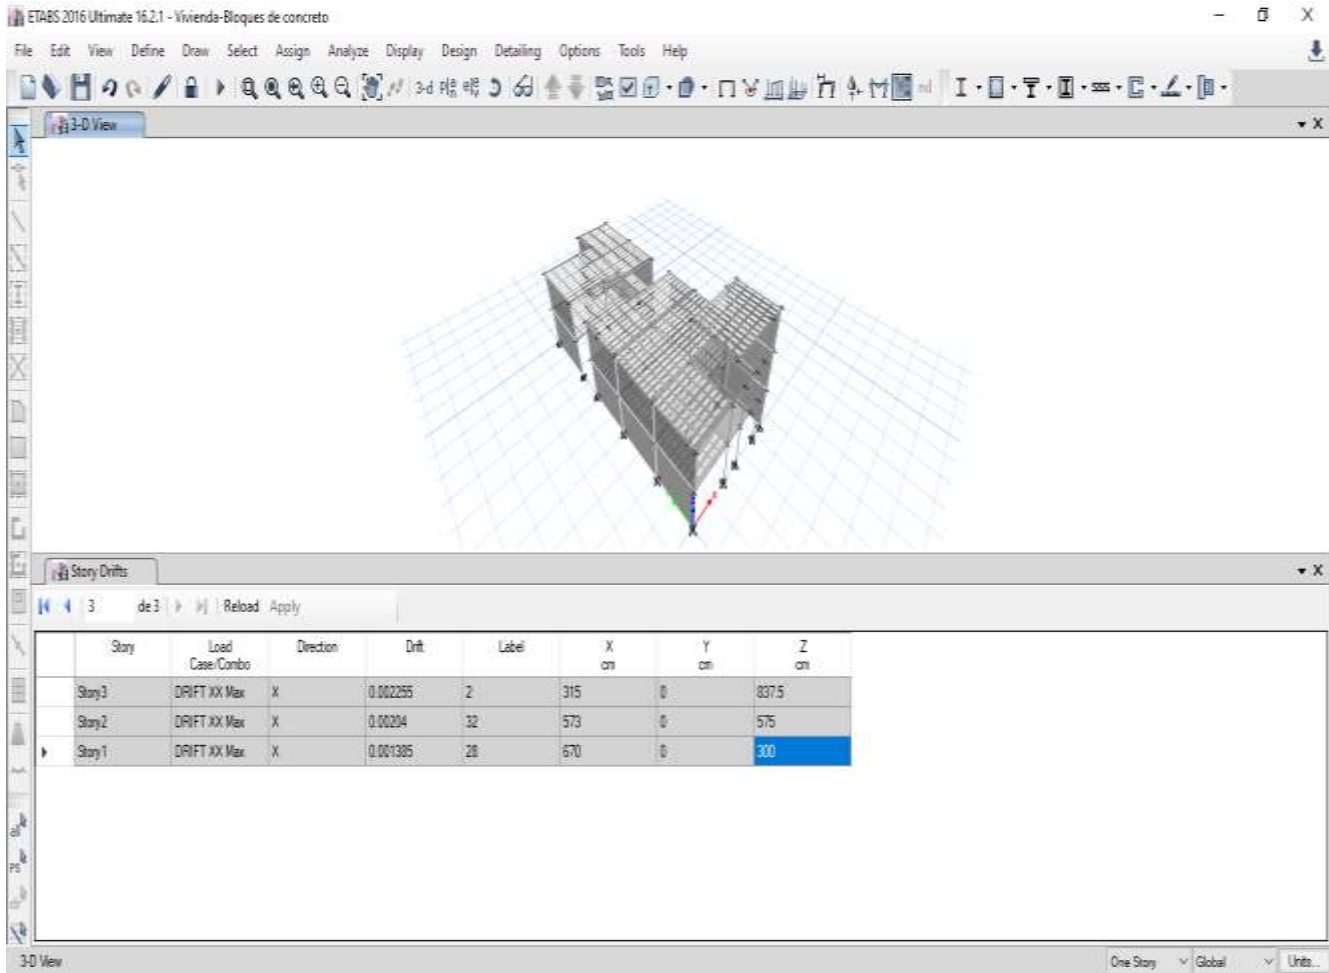 ETABS 2016 Ultimate 16.2.1 - Vivienda-Bloques de concreto
File Edit View Define Draw Select Assign Analyze Display Design Detailing Options Tools Help
3-d
3-D View
X
Story Drifts
3 de 3 Reload Apply
Story Load Case/Combo Direction Drift Label X cm Y cm Z cm
Story3 DRIFT XX Max X 0.002255 2 315 0 837.5
Story2 DRIFT XX Max X 0.00204 32 573 0 575
Story1 DRIFT XX Max X 0.001385 28 670 0 300
all
PS
3-D View One Story Global Units...